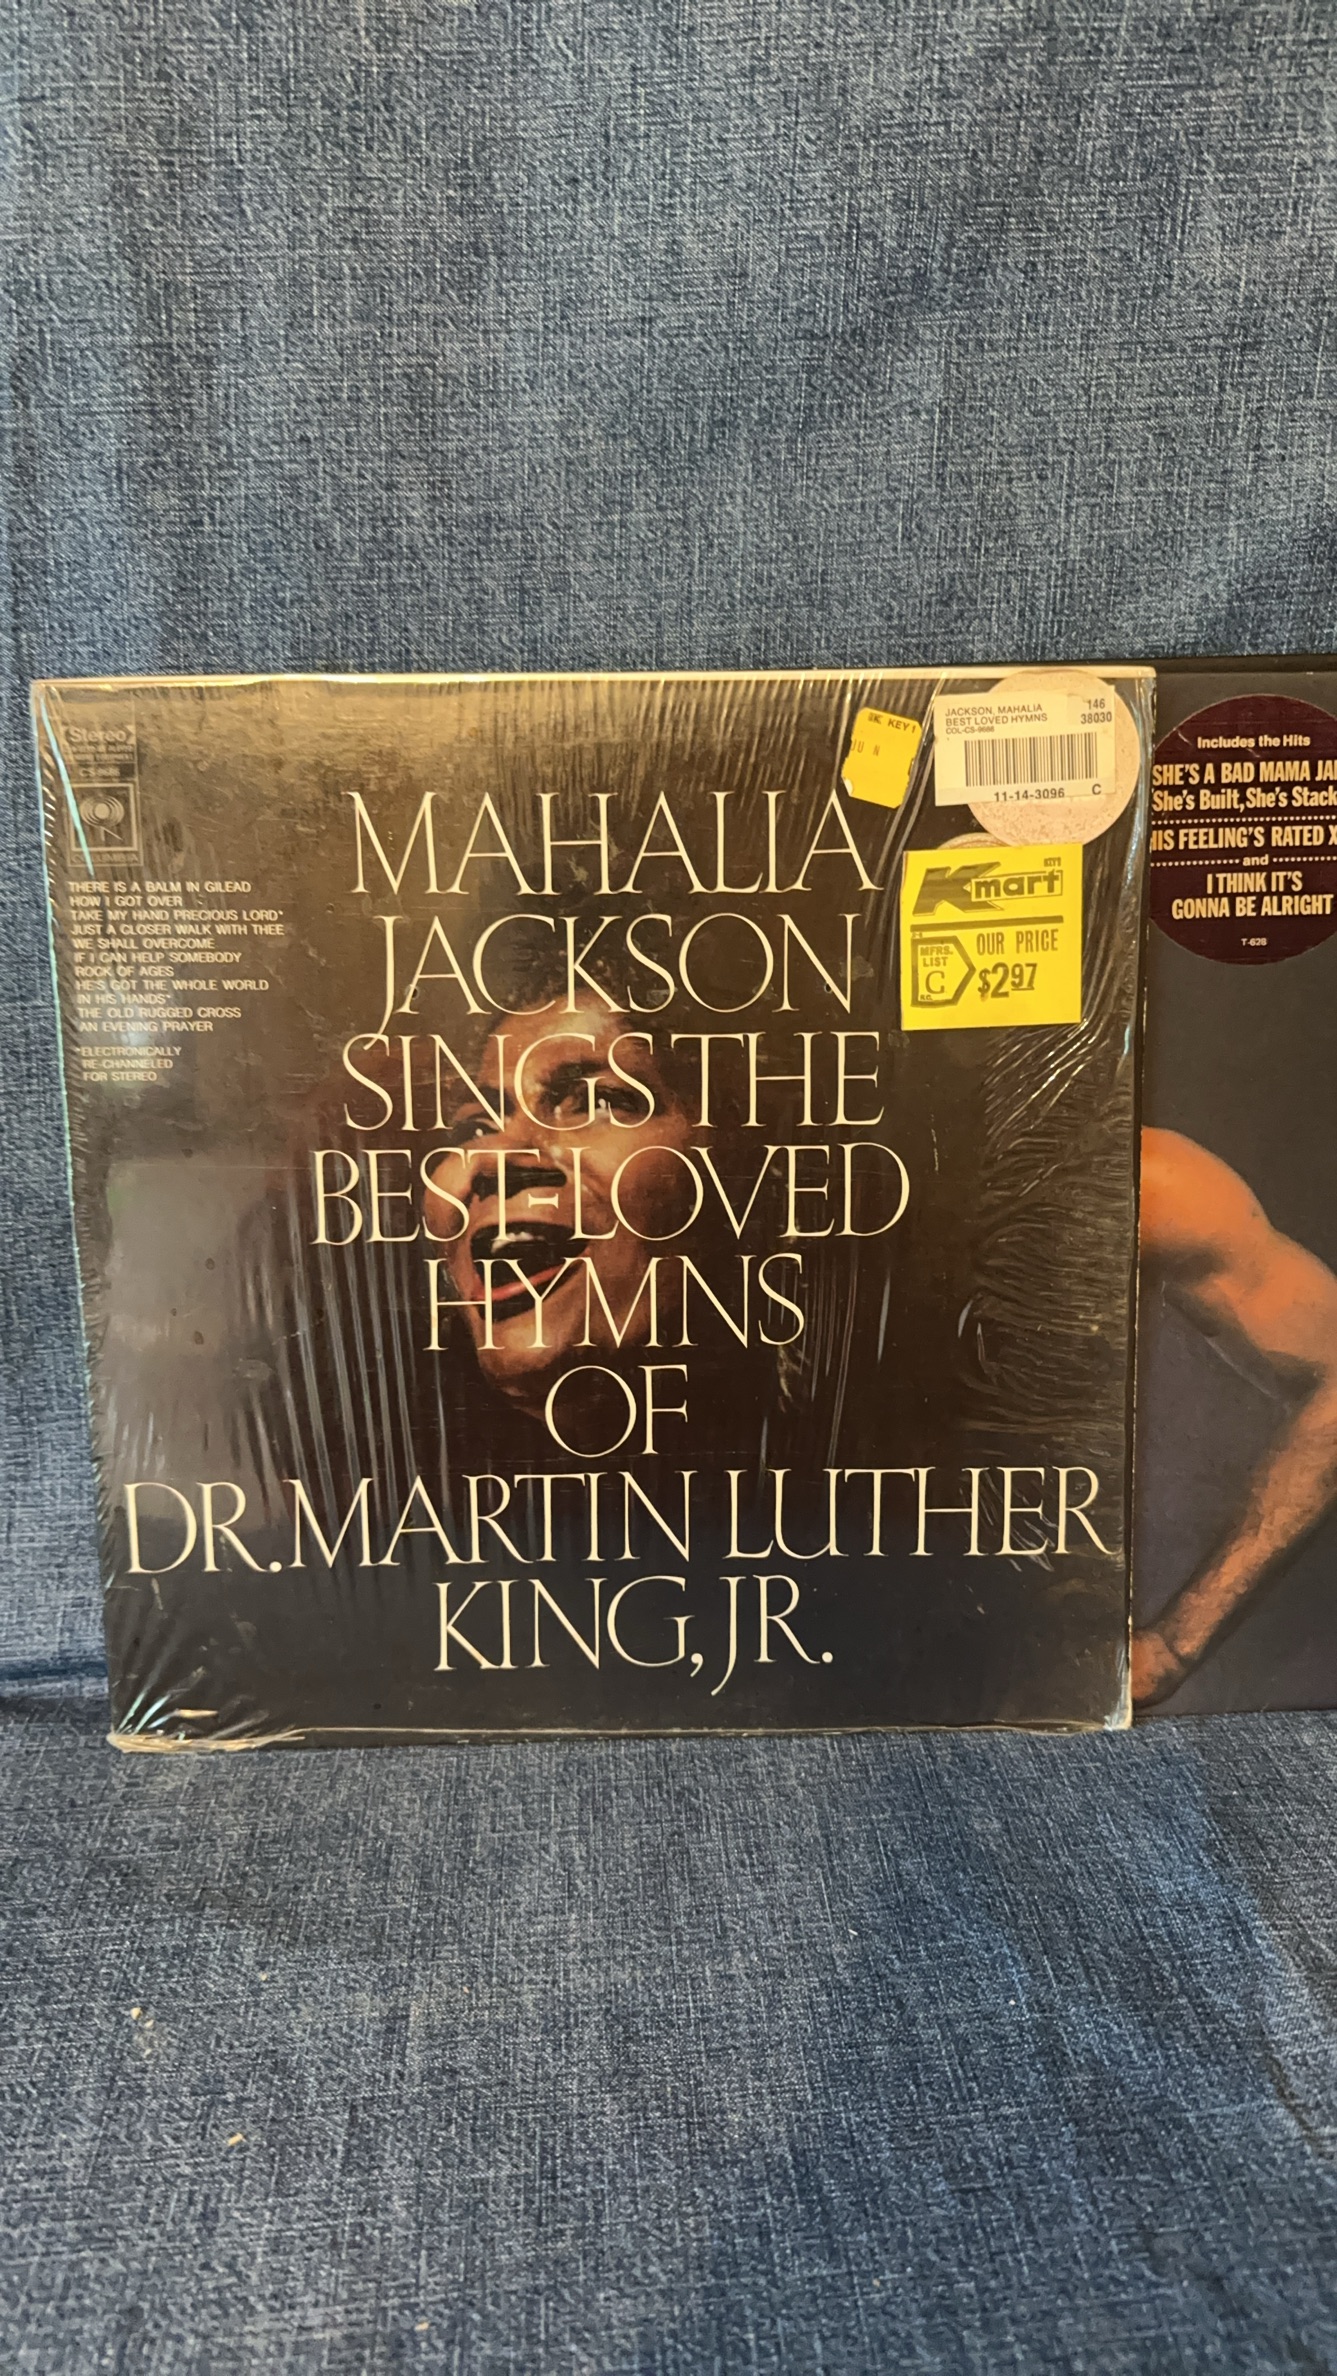 Stereo
CS 9686
COLUMBIA
THERE IS A BALM IN GILEAD
HOW I GOT OVER
TAKE MY HAND PRECIOUS LORD*
JUST A CLOSER WALK WITH THEE
WE SHALL OVERCOME
IF I CAN HELP SOMEBODY
ROCK OF AGES
HE'S GOT THE WHOLE WORLD
IN HIS HANDS*
THE OLD RUGGED CROSS
AN EVENING PRAYER
*ELECTRONICALLY
RE-CHANNELED
FOR STEREO
MAHALIA
JACKSON
SINGS THE
BEST-LOVED
HYMNS
OF
DR. MARTIN LUTHER
KING, JR.
KEY 1
JU N
JACKSON, MAHALIA 146
BEST LOVED HYMNS 38030
COL-CS-9686
11-14-3096 C
Kmart
MFRS.
LIST
C
OUR PRICE
$2.97
Includes the Hits
SHE'S A BAD MAMA JA
She's Built, She's Stack
HIS FEELING'S RATED X
and
I THINK IT'S
GONNA BE ALRIGHT
T-628